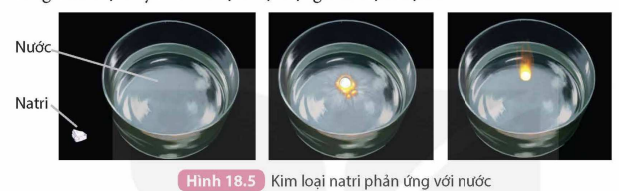 Nước
Natri
Hình 18.5 Kim loại natri phản ứng với nước